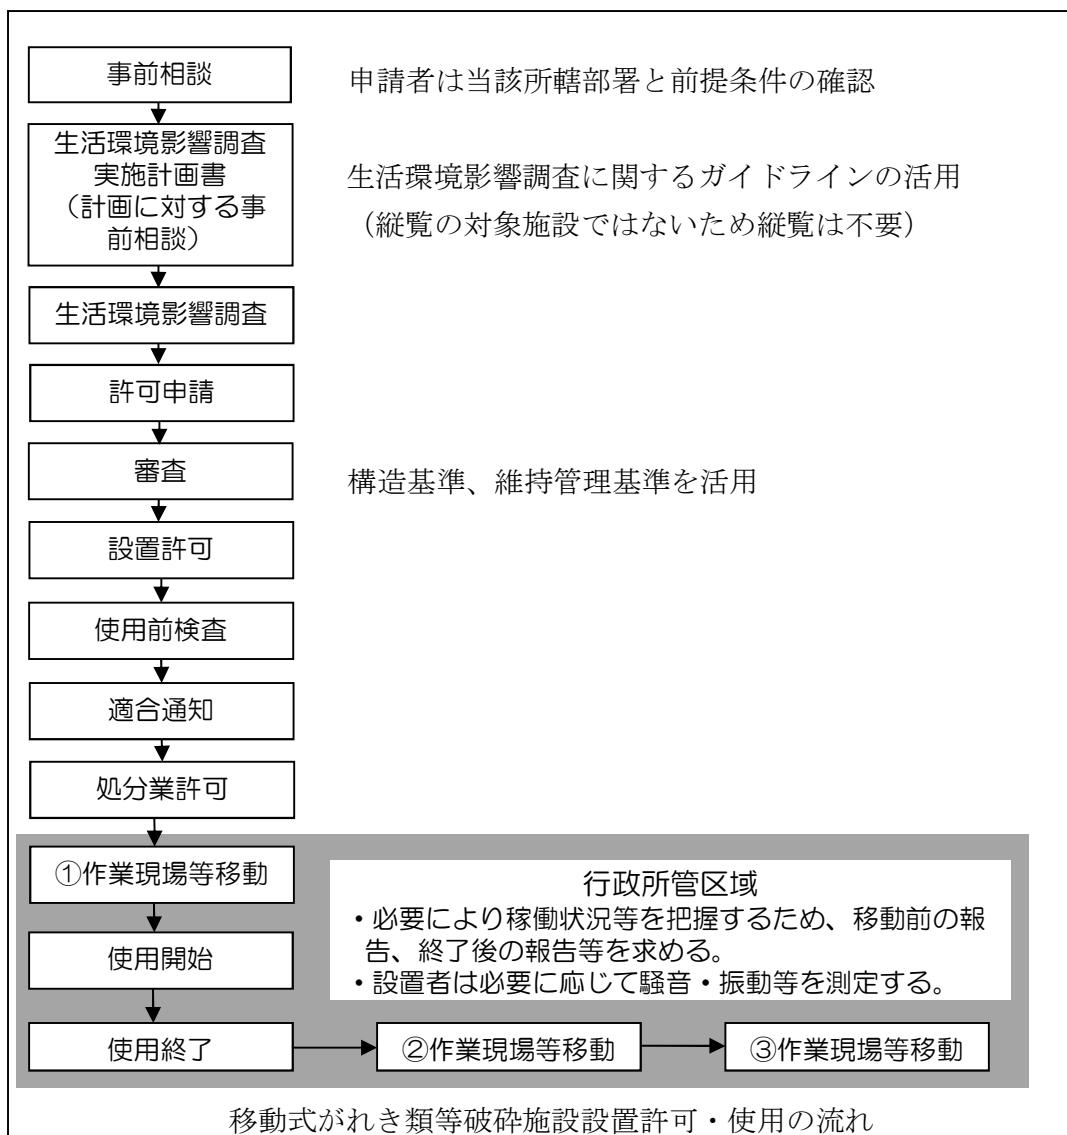 事前相談
申請者は当該所轄部署と前提条件の確認
生活環境影響調査
実施計画書
（計画に対する事
前相談）
生活環境影響調査に関するガイドラインの活用
（縦覧の対象施設ではないため縦覧は不要）
生活環境影響調査
許可申請
審査
構造基準、維持管理基準を活用
設置許可
使用前検査
適合通知
処分業許可
①作業現場等移動
行政所管区域
・必要により稼働状況等を把握するため、移動前の報
告、終了後の報告等を求める。
・設置者は必要に応じて騒音・振動等を測定する。
使用開始
使用終了
②作業現場等移動
③作業現場等移動
移動式がれき類等破砕施設設置許可・使用の流れ